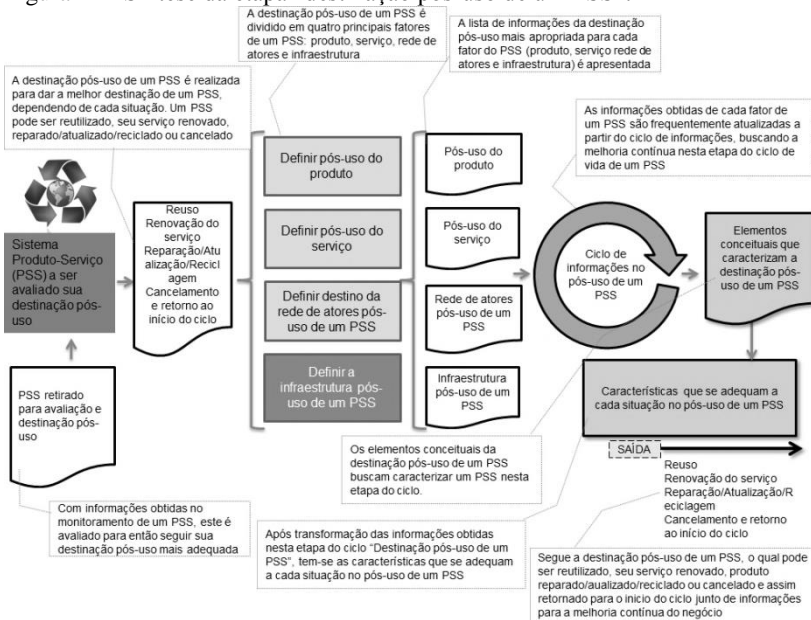 Síntese da etapa destinação pós-uso de um PSS
A destinação pós-uso de um PSS é
dividido em quatro principais fatores
de um PSS: produto, serviço, rede de
atores e infraestrutura
A lista de informações da destinação
pós-uso mais apropriada para cada
fator do PSS (produto, serviço rede de
atores e infraestrutura) é apresentada
A destinação pós-uso de um PSS é realizada
para dar a melhor destinação de um PSS,
dependendo de cada situação. Um PSS
pode ser reutilizado, seu serviço renovado,
reparado/atualizado/reciclado ou cancelado
As informações obtidas de cada fator de
um PSS são frequentemente atualizadas a
partir do ciclo de informações, buscando a
melhoria contínua nesta etapa do ciclo de
vida de um PSS
Sistema
Produto-Serviço
(PSS) a ser
avaliado sua
destinação pós-
uso
PSS retirado
para avaliação e
destinação pós-
uso
Reuso
Renovação do
serviço
Reparação/Atu
alização/Recicl
agem
Cancelamento
e retorno ao
início do ciclo
Definir pós-uso do
produto
Definir pós-uso do
serviço
Definir destino da
rede de atores pós-
uso de um PSS
Definir a
infraestrutura pós-
uso de um PSS
Pós-uso do
produto
Pós-uso do
serviço
Rede de atores
pós-uso de um
PSS
Infraestrutura
pós-uso de um
PSS
Ciclo de
informações no
pós-uso de um
PSS
Elementos
conceituais que
caracterizam a
destinação pós-
uso de um PSS
Características que se adequam a
cada situação no pós-uso de um PSS
SAÍDA
Reuso
Renovação do serviço
Reparação/Atualização/R
eciclagem
Cancelamento e retorno
ao início do ciclo
Os elementos conceituais da
destinação pós-uso de um PSS
buscam caracterizar um PSS nesta
etapa do ciclo.
Com informações obtidas no
monitoramento de um PSS, este é
avaliado para então seguir sua
destinação pós-uso mais adequada
Após transformação das informações obtidas
nesta etapa do ciclo “Destinação pós-uso de um
PSS”, tem-se as características que se adequam
a cada situação no pós-uso de um PSS
Segue a destinação pós-uso de um PSS, o qual pode
ser reutilizado, seu serviço renovado, produto
reparado/aualizado/reciclado ou cancelado e assim
retornado para o inicio do ciclo junto de informações
para a melhoria contínua do negócio